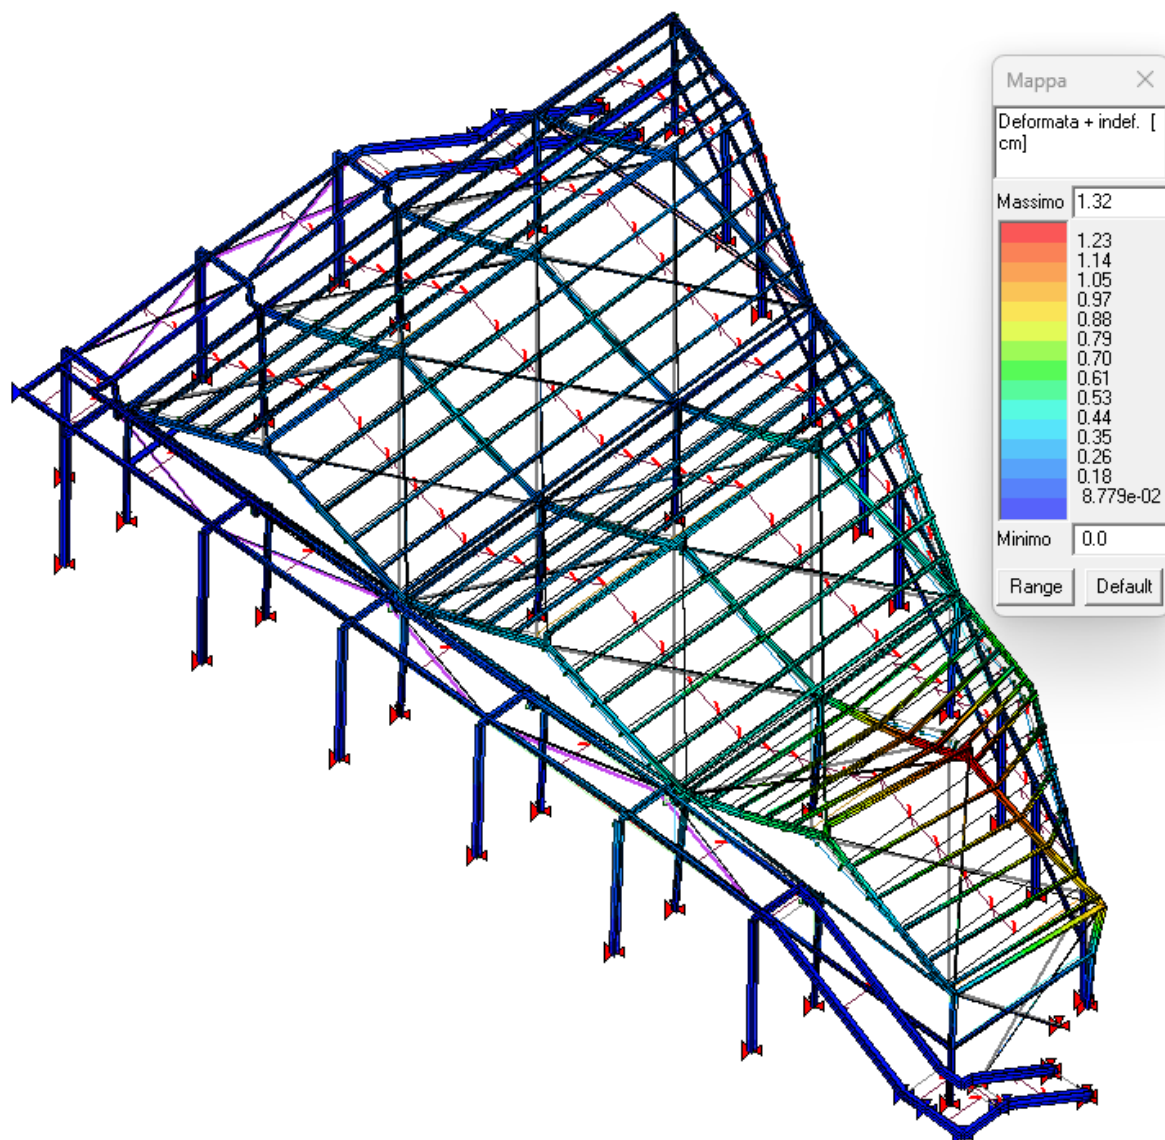 Mappa
Deformata + indef. [
cm]
Massimo 1.32
1.23
1.14
1.05
0.97
0.88
0.79
0.70
0.61
0.53
0.44
0.35
0.26
0.18
8.779e-02
Minimo 0.0
Range Default